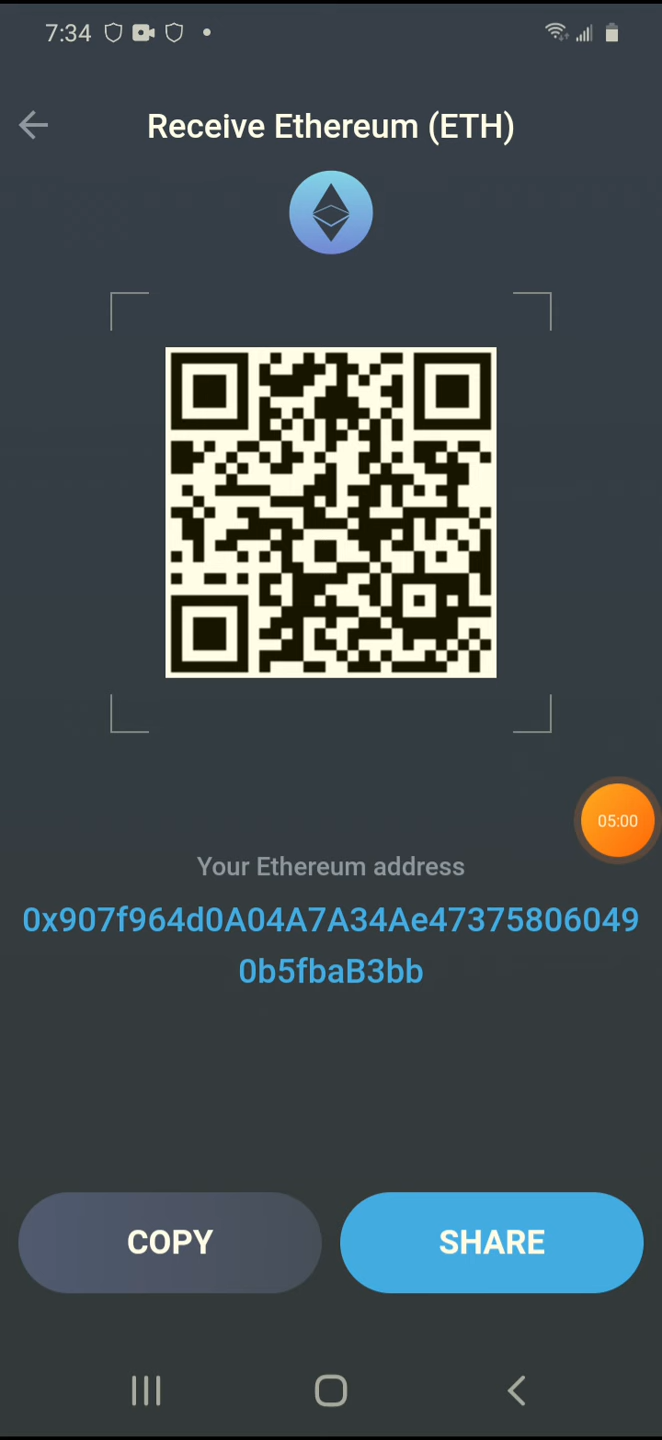 7:34
Receive Ethereum (ETH)
05:00
Your Ethereum address
0x907f964d0A04A7A34Ae47375806049
0b5fbaB3bb
COPY
SHARE